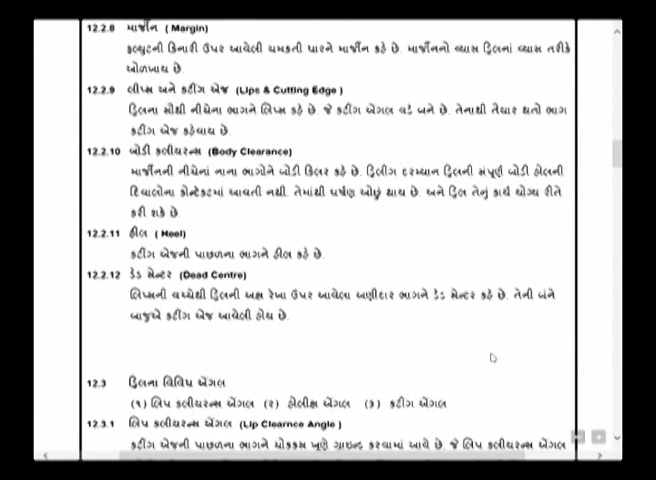 12.2.8 માર્જીન ( Margin)
ફ્લ્યુટની કિનારી ઉપર આવેલી ચમકતી ધારને માર્જીન કહે છે. માર્જીનનો વ્યાસ ડ્રિલનાં વ્યાસ તરીકે
ઓળખાય છે.
12.2.9 લીપ્સ અને કટીંગ એજ (Lips & Cutting Edge )
ડ્રિલના સૌથી નીચેના ભાગને લિપ્સ કહે છે. જે કટીંગ એંગલ વડે બને છે. તેનાથી તૈયાર થતો ભાગ
કટીંગ એજ કહેવાય છે.
12.2.10 બોડી કલીયરન્સ (Body Clearance)
માર્જીનની નીચેનાં નાના ભાગોને બોડી કિલર કહે છે. ડ્રિલીંગ દરમ્યાન ડ્રિલની સંપૂર્ણ બોડી હોલની
દિવાલોના કોન્ટેકટમાં આવતી નથી. તેમાંથી ઘર્ષણ ઓછું થાય છે. અને ડ્રિલ તેનું કાર્ય યોગ્ય રીતે
કરી શકે છે.
12.2.11 હીલ ( Heel)
કટીંગ એજની પાછળના ભાગને હીલ કહે છે.
12.2.12 ડેડ સેન્ટર (Dead Centre)
લિપ્સની વચ્ચેથી ડ્રિલની અક્ષ રેખા ઉપર આવેલા અણીદાર ભાગને ડેડ સેન્ટર કહે છે. તેની બંને
બાજુએ કટીંગ એજ આવેલી હોય છે.
12.3 ડ્રિલના વિવિધ એંગલ
(૧) લિપ કલીયરન્સ એંગલ (૨) હેલીક્ષ એંગલ (૩) કટીંગ એંગલ
12.3.1 લિપ કલીયરન્સ એંગલ (Lip Clearnce Angle )
કટીંગ એજની પાછળના ભાગને ચોકકસ ખૂણે ગ્રાઇન્ડ કરવામાં આવે છે. જે લિપ કલીયરન્સ એંગલ